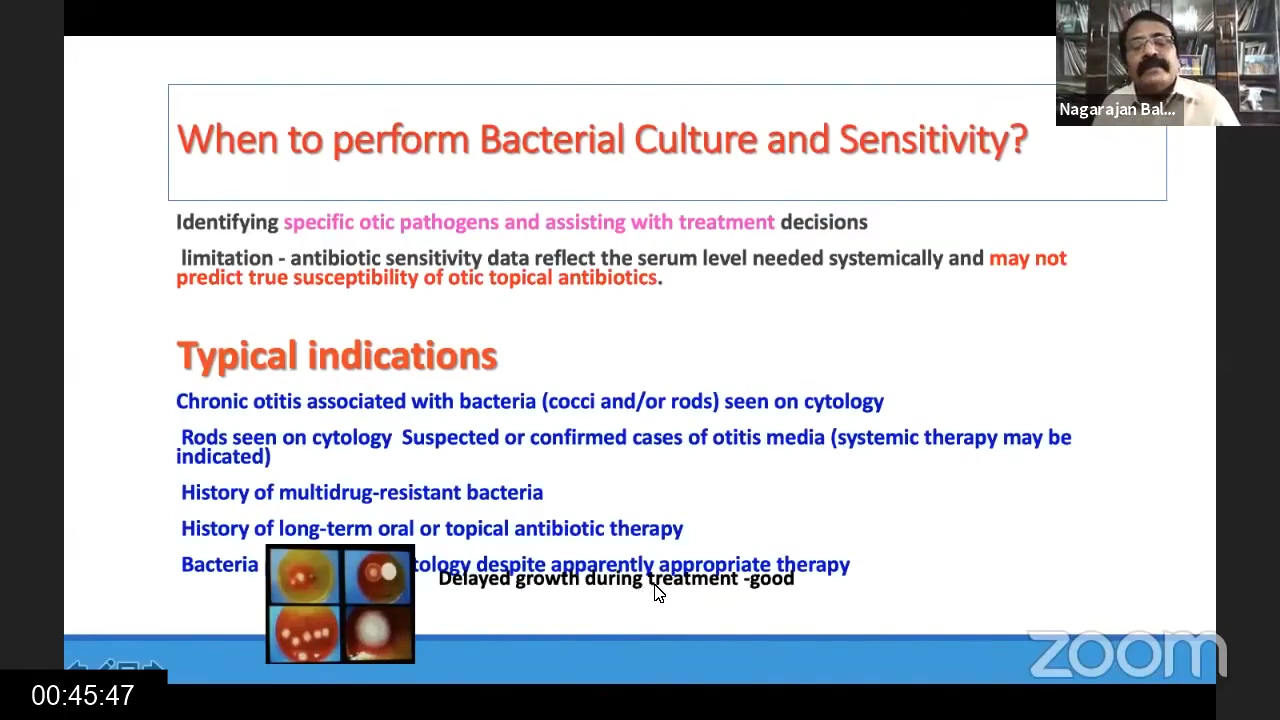 Nagarajan Bal...
When to perform Bacterial Culture and Sensitivity?
Identifying specific otic pathogens and assisting with treatment decisions
limitation - antibiotic sensitivity data reflect the serum level needed systemically and may not
predict true susceptibility of otic topical antibiotics.
Typical indications
Chronic otitis associated with bacteria (cocci and/or rods) seen on cytology
Rods seen on cytology Suspected or confirmed cases of otitis media (systemic therapy may be
indicated)
History of multidrug-resistant bacteria
History of long-term oral or topical antibiotic therapy
Bacteria tology despite apparently appropriate therapy
Delayed growth during treatment -good
zoom
00:45:47